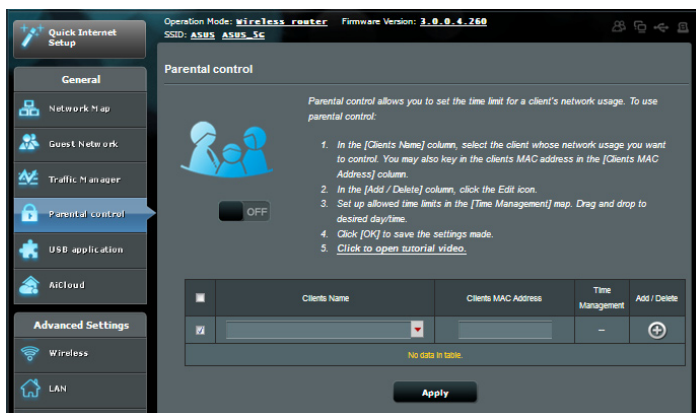 Operation Mode: Wireless router Firmware Version: 3.0.0.4.260
SSID: ASUS ASUS_5G
Quick Internet
Setup
General
Network Map
Guest Network
Traffic Manager
Parental control
USB application
AiCloud
Advanced Settings
Wireless
LAN
Parental control
Parental control allows you to set the time limit for a client's network usage. To use
parental control:
1. In the [Clients Name] column, select the client whose network usage you want
to control. You may also key in the clients MAC address in the [Clients MAC
Address] column.
2. In the [Add / Delete] column, click the Edit icon.
3. Set up allowed time limits in the [Time Management] map. Drag and drop to
desired day/time.
4. Click [OK] to save the settings made.
5. Click to open tutorial video.
OFF
Clients Name Clients MAC Address Time
Management Add / Delete
–
No data in table.
Apply